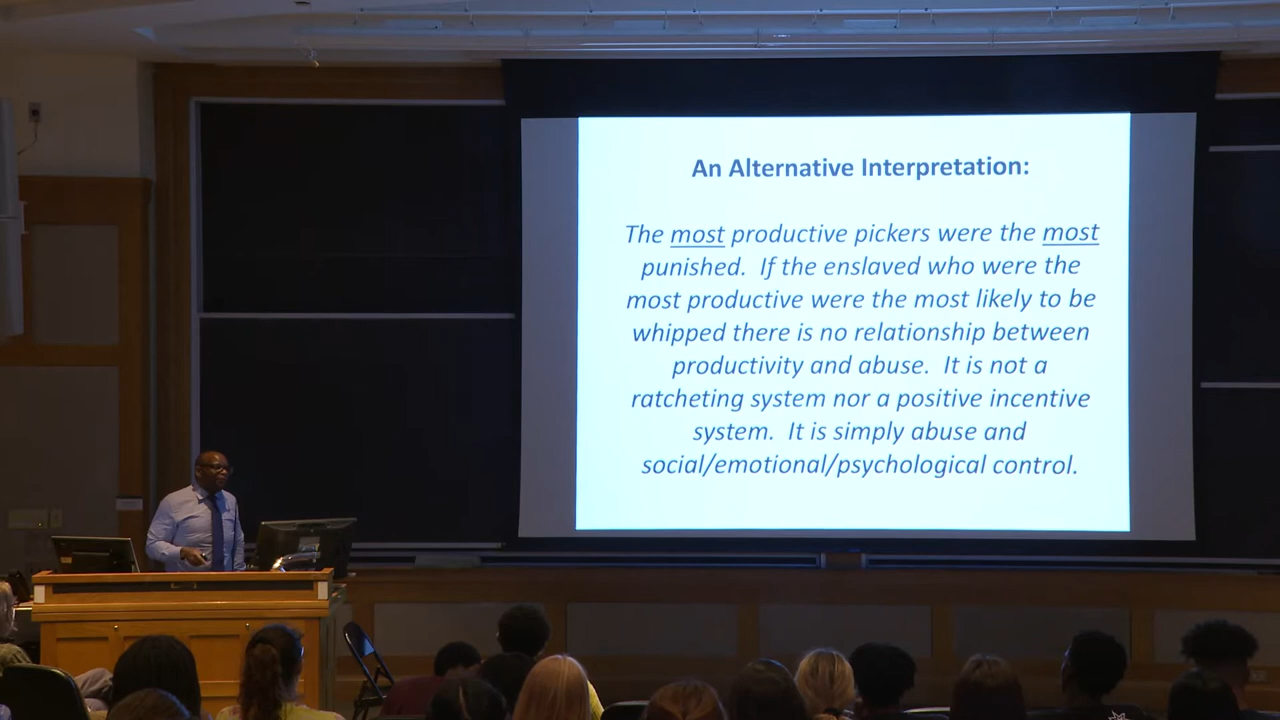 An Alternative Interpretation:
The most productive pickers were the most
punished. If the enslaved who were the
most productive were the most likely to be
whipped there is no relationship between
productivity and abuse. It is not a
ratcheting system nor a positive incentive
system. It is simply abuse and
social/emotional/psychological control.